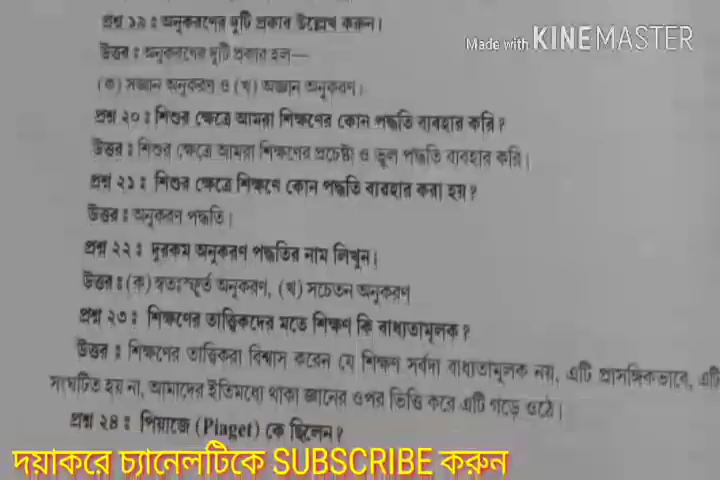 প্রশ্ন ১৯ ঃ অনুকরণের দুটি প্রকার উল্লেখ করুন।
Made with KINEMASTER
উত্তর ঃ অনুকরণের দুটি প্রকার হল—
(ক) সজ্ঞান অনুকরণ ও (খ) অজ্ঞান অনুকরণ।
প্রশ্ন ২০ ঃ শিশুর ক্ষেত্রে আমরা শিক্ষণের কোন পদ্ধতি ব্যবহার করি ?
উত্তর ঃ শিশুর ক্ষেত্রে আমরা শিক্ষণের প্রচেষ্টা ও ভুল পদ্ধতি ব্যবহার করি।
প্রশ্ন ২১ ঃ শিশুর ক্ষেত্রে শিক্ষণে কোন পদ্ধতি ব্যবহার করা হয় ?
উত্তর ঃ অনুকরণ পদ্ধতি।
প্রশ্ন ২২ ঃ দুরকম অনুকরণ পদ্ধতির নাম লিখুন।
উত্তর ঃ (ক) স্বতঃস্ফূর্ত অনুকরণ, (খ) সচেতন অনুকরণ
প্রশ্ন ২৩ ঃ শিক্ষণের তাত্ত্বিকদের মতে শিক্ষণ কি বাধ্যতামূলক ?
উত্তর ঃ শিক্ষণের তাত্ত্বিকরা বিশ্বাস করেন যে শিক্ষণ সর্বদা বাধ্যতামূলক নয়, এটি প্রাসঙ্গিকভাবে, এটি
সংঘটিত হয় না, আমাদের ইতিমধ্যে থাকা জ্ঞানের ওপর ভিত্তি করে এটি গড়ে ওঠে।
প্রশ্ন ২৪ ঃ পিয়াজে (Piaget) কে ছিলেন ?
দয়াকরে চ্যানেলটিকে SUBSCRIBE করুন